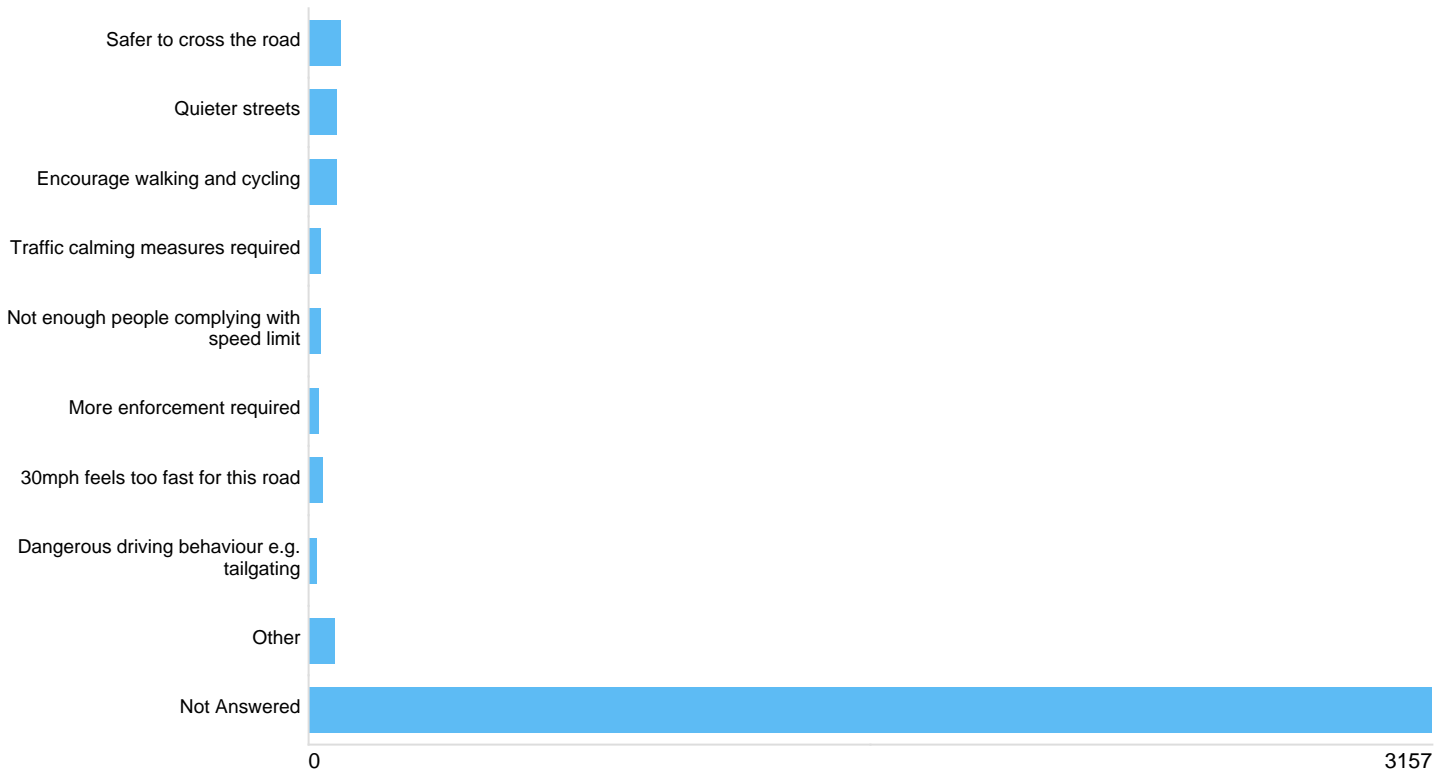 Safer to cross the road
Quieter streets
Encourage walking and cycling
Traffic calming measures required
Not enough people complying with
speed limit
More enforcement required
30mph feels too fast for this road
Dangerous driving behaviour e.g.
tailgating
Other
Not Answered
0
3157